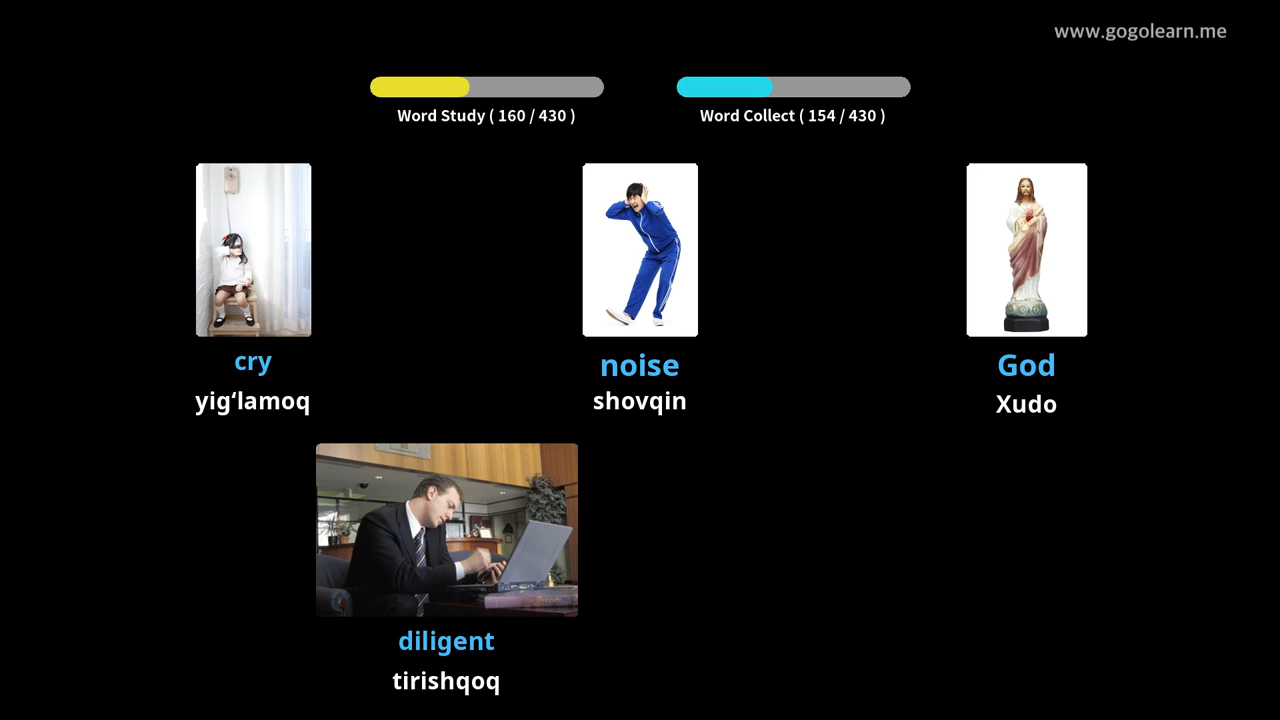 www.gogolearn.me
Word Study ( 160 / 430 )
Word Collect ( 154 / 430 )
cry
yig‘lamoq
noise
shovqin
God
Xudo
diligent
tirishqoq